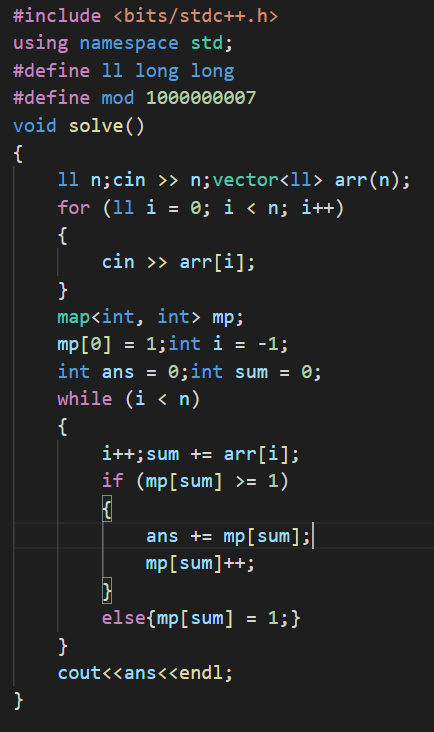 #include <bits/stdc++.h>
using namespace std;
#define ll long long
#define mod 1000000007
void solve()
{
    ll n;cin >> n;vector<ll> arr(n);
    for (ll i = 0; i < n; i++)
    {
        cin >> arr[i];
    }
    map<int, int> mp;
    mp[0] = 1;int i = -1;
    int ans = 0;int sum = 0;
    while (i < n)
    {
        i++;sum += arr[i];
        if (mp[sum] >= 1)
        {
            ans += mp[sum];
            mp[sum]++;
        }
        else{mp[sum] = 1;}
    }
    cout<<ans<<endl;
}